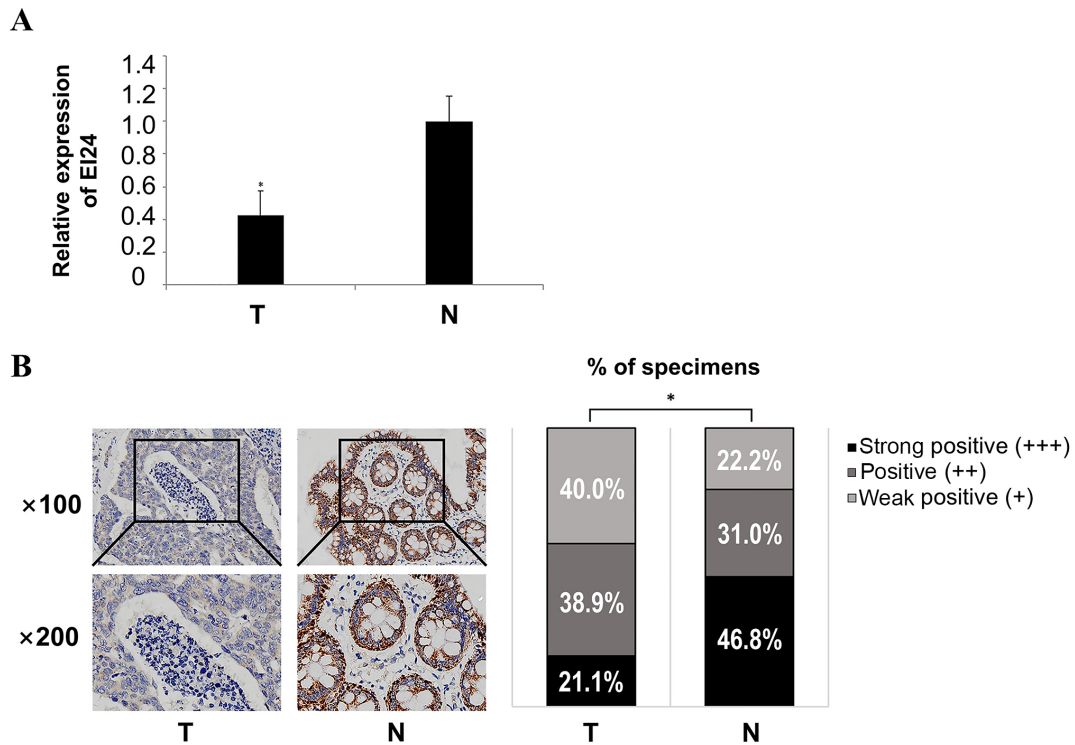 A
Relative expression
of EI24
1.4
1.2
1.0
0.8
0.6
0.4
0.2
0
*
T
N
B
% of specimens
*
×100
×200
T
N
40.0%
38.9%
21.1%
22.2%
31.0%
46.8%
T
N
Strong positive (+++)
Positive (++)
Weak positive (+)